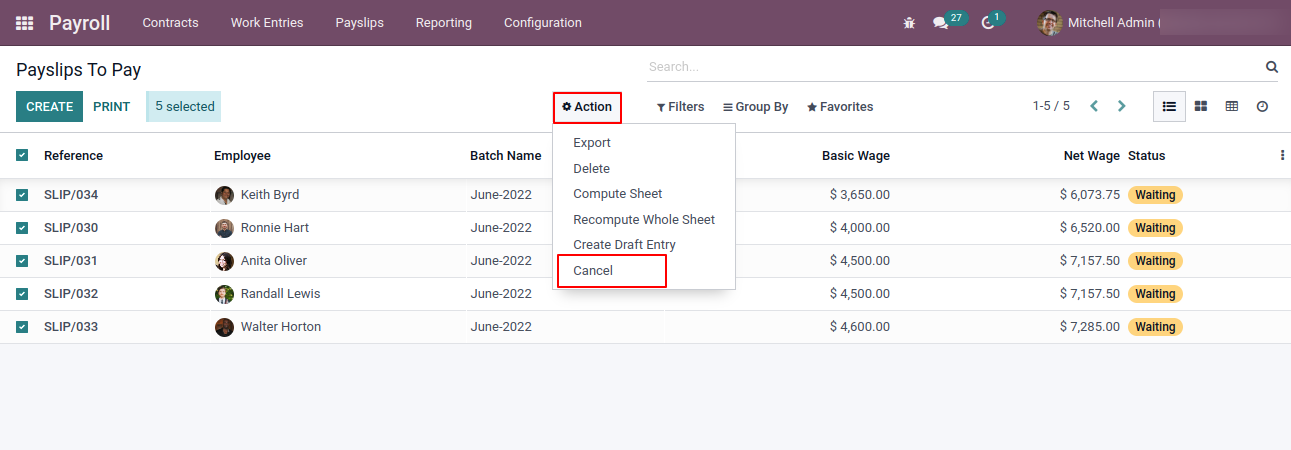 Payroll Contracts Work Entries Payslips Reporting Configuration 27 1 Mitchell Admin (
Payslips To Pay Search...
CREATE PRINT 5 selected Action Filters Group By Favorites 1-5 / 5
Export
Delete
Compute Sheet
Recompute Whole Sheet
Create Draft Entry
Cancel
Reference Employee Batch Name Basic Wage Net Wage Status
SLIP/034 Keith Byrd June-2022 $ 3,650.00 $ 6,073.75 Waiting
SLIP/030 Ronnie Hart June-2022 $ 4,000.00 $ 6,520.00 Waiting
SLIP/031 Anita Oliver June-2022 $ 4,500.00 $ 7,157.50 Waiting
SLIP/032 Randall Lewis June-2022 $ 4,500.00 $ 7,157.50 Waiting
SLIP/033 Walter Horton June-2022 $ 4,600.00 $ 7,285.00 Waiting